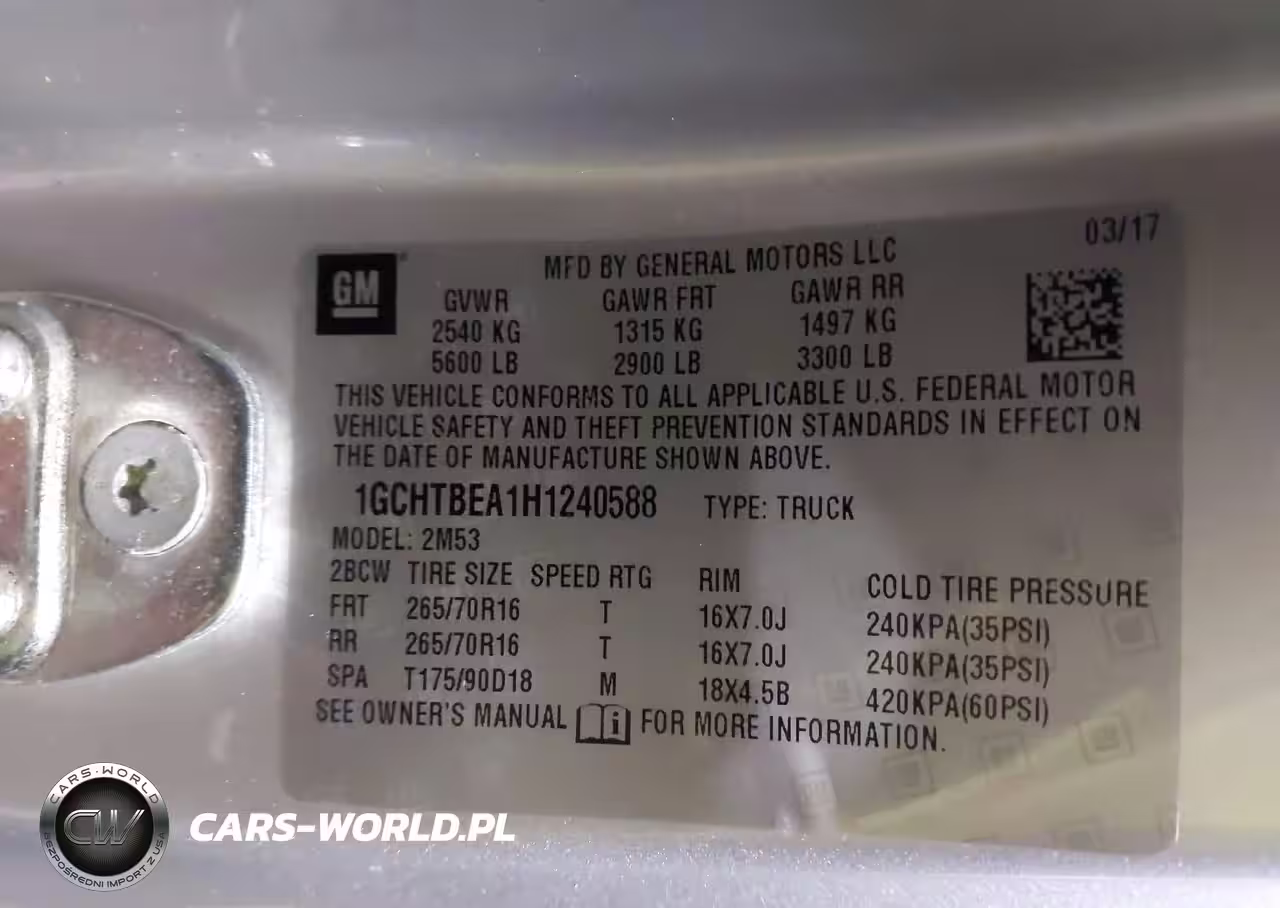 03/17
GM
MFD BY GENERAL MOTORS LLC
GVWR GAWR FRT GAWR RR
2540 KG 1315 KG 1497 KG
5600 LB 2900 LB 3300 LB
THIS VEHICLE CONFORMS TO ALL APPLICABLE U.S. FEDERAL MOTOR
VEHICLE SAFETY AND THEFT PREVENTION STANDARDS IN EFFECT ON
THE DATE OF MANUFACTURE SHOWN ABOVE.
1GCHTBEA1H1240588 TYPE: TRUCK
MODEL: 2M53
2BCW TIRE SIZE SPEED RTG RIM COLD TIRE PRESSURE
FRT 265/70R16 T 16X7.0J 240KPA(35PSI)
RR 265/70R16 T 16X7.0J 240KPA(35PSI)
SPA T175/90D18 M 18X4.5B 420KPA(60PSI)
SEE OWNER'S MANUAL i FOR MORE INFORMATION.
CARS-WORLD
CW
BEZPOŚREDNI IMPORT Z USA
CARS-WORLD.PL